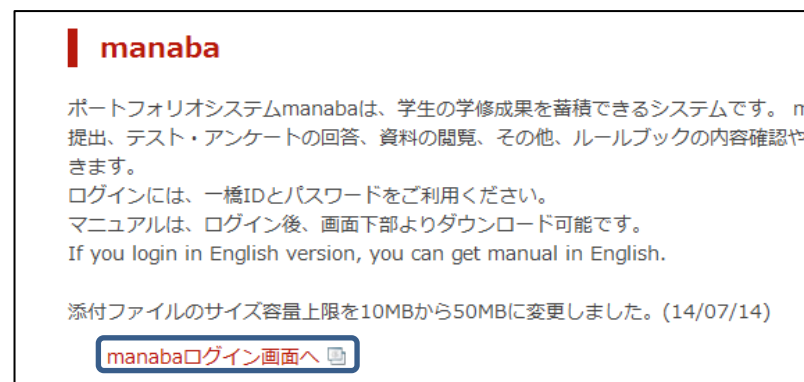 manaba
ポートフォリオシステムmanabaは、学生の学修成果を蓄積できるシステムです。
提出、テスト・アンケートの回答、資料の閲覧、その他、ルールブックの内容確認や
きます。
ログインには、一橋IDとパスワードをご利用ください。
マニュアルは、ログイン後、画面下部よりダウンロード可能です。
If you login in English version, you can get manual in English.
添付ファイルのサイズ容量上限を10MBから50MBに変更しました。(14/07/14)
manabaログイン画面へ